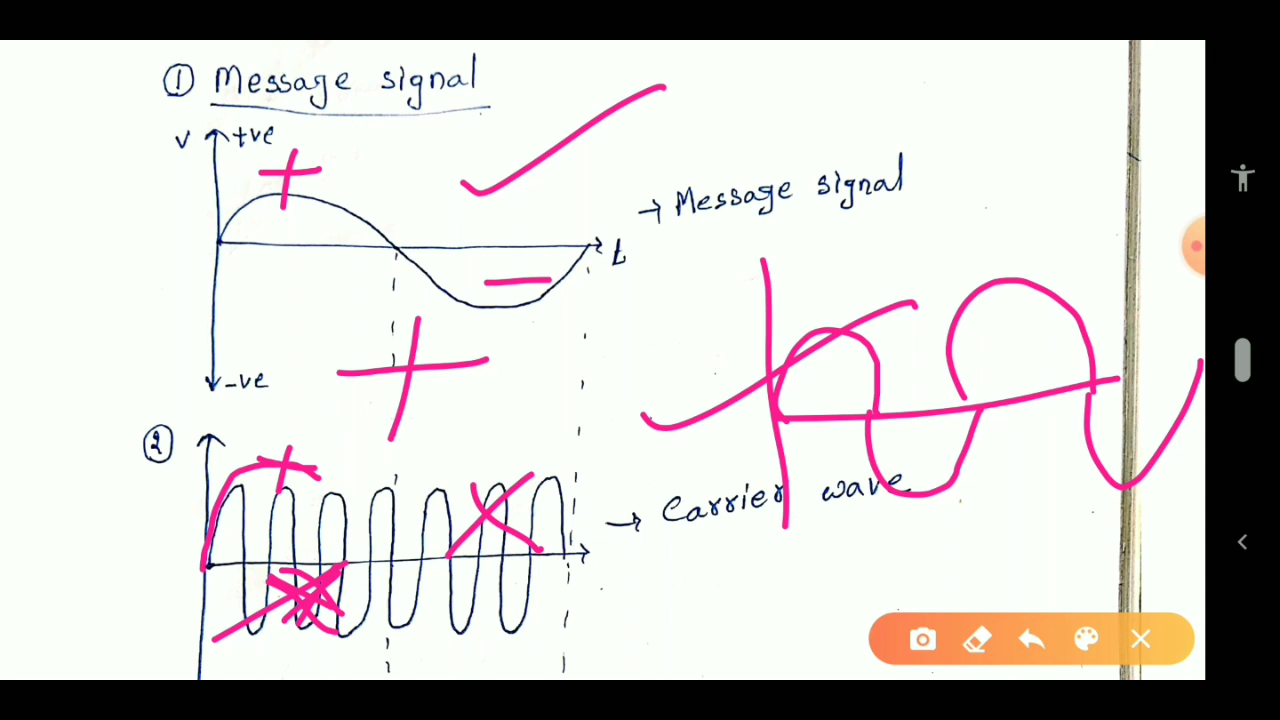 ① Message signal
V +ve
→ Message signal
t
-ve
②
→ Carrier wave